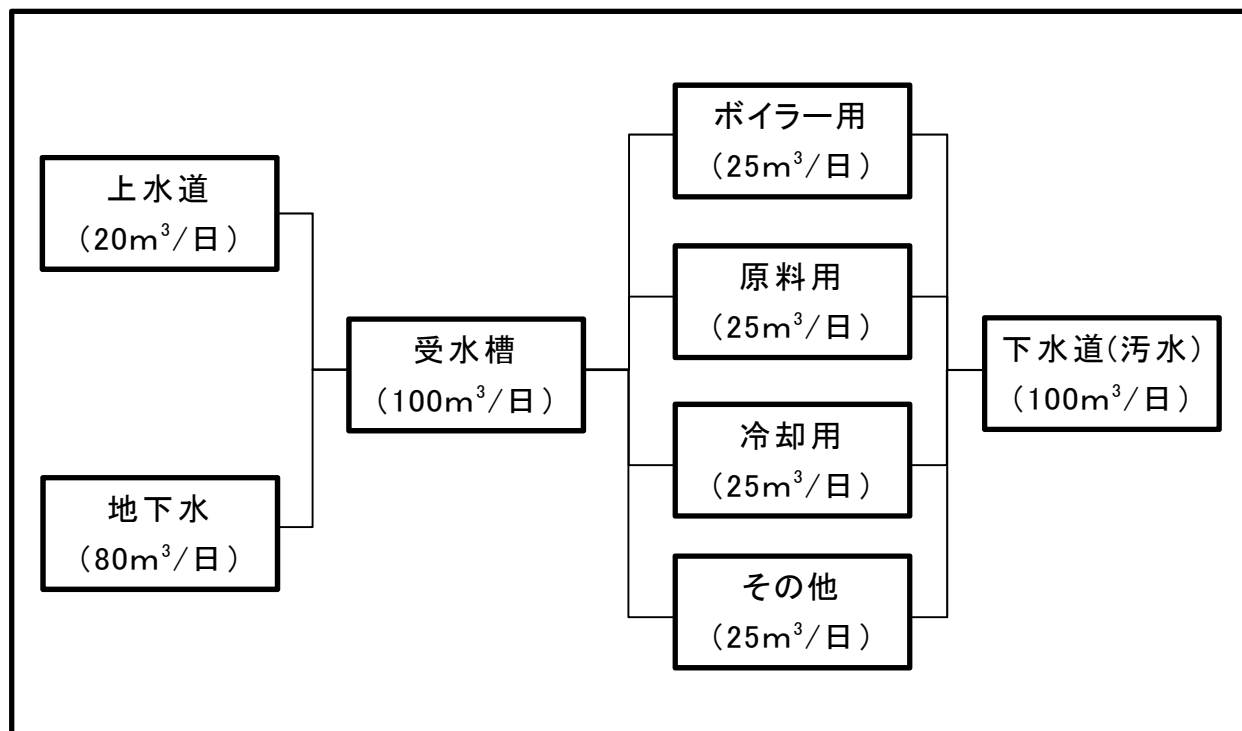 上水道
(20m³/日)
地下水
(80m³/日)
受水槽
(100m³/日)
ボイラー用
(25m³/日)
原料用
(25m³/日)
冷却用
(25m³/日)
その他
(25m³/日)
下水道(汚水)
(100m³/日)